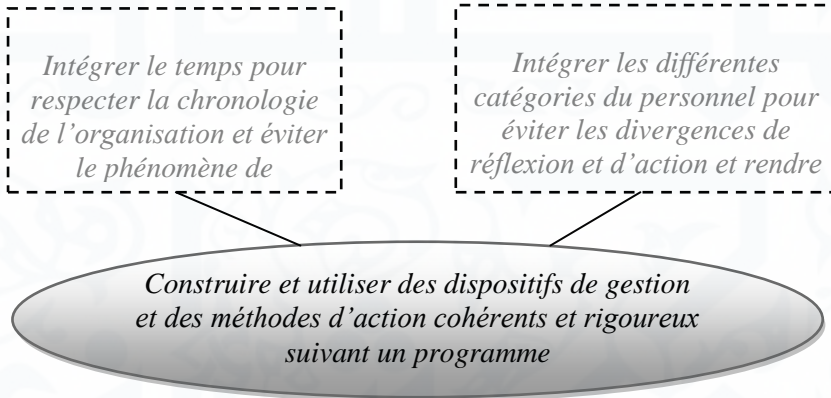 Intégrer le temps pour
respecter la chronologie
de l’organisation et éviter
le phénomène de
Intégrer les différentes
catégories du personnel pour
éviter les divergences de
réflexion et d’action et rendre
Construire et utiliser des dispositifs de gestion
et des méthodes d’action cohérents et rigoureux
suivant un programme